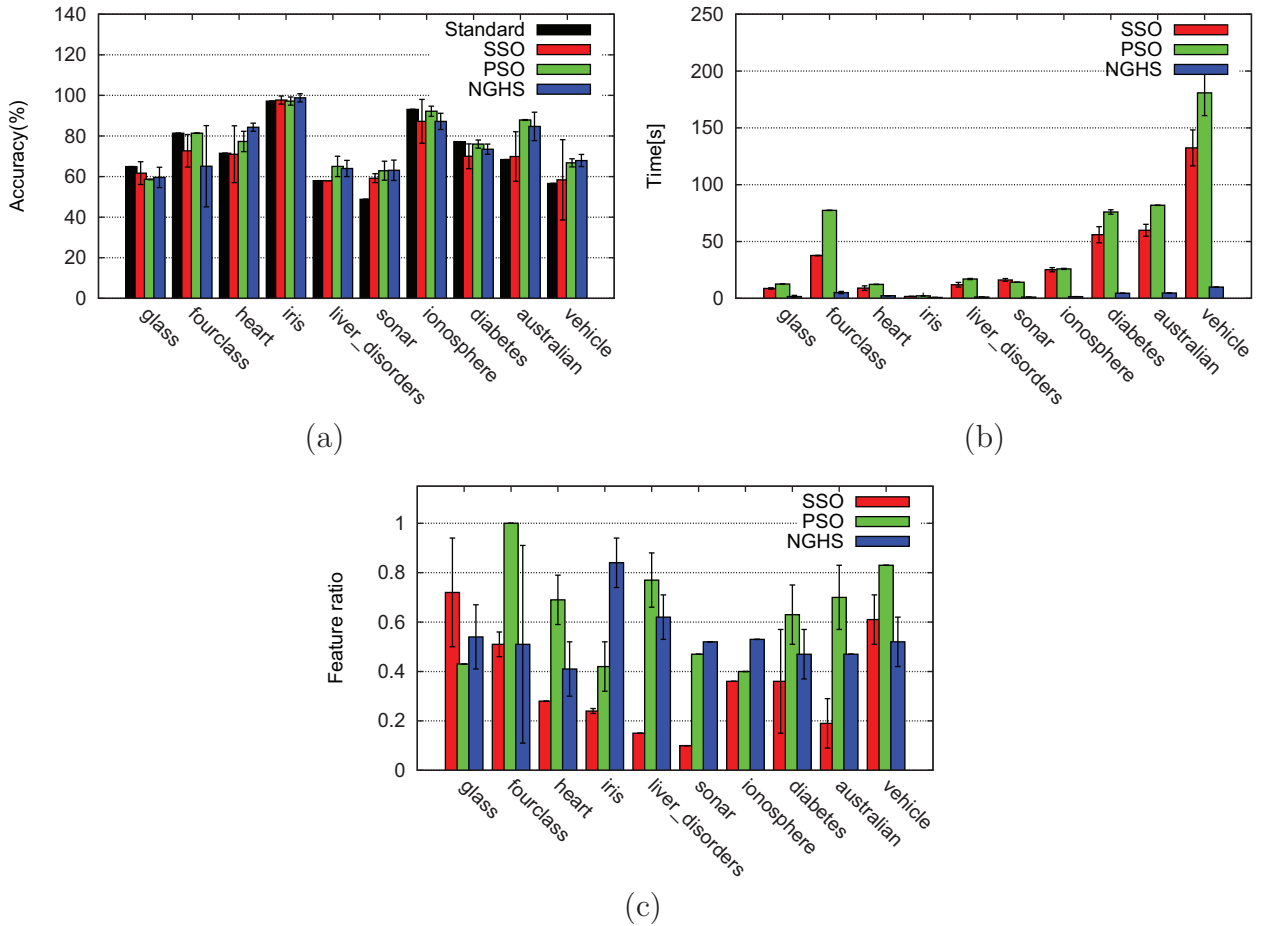 140
120
100
80
60
40
20
0
Accuracy(%)
Standard
SSO
PSO
NGHS
glass
fourclass
heart
iris
liver_disorders
sonar
ionosphere
diabetes
australian
vehicle
(a)
250
200
150
100
50
0
Time[s]
SSO
PSO
NGHS
glass
fourclass
heart
iris
liver_disorders
sonar
ionosphere
diabetes
australian
vehicle
(b)
1
0.8
0.6
0.4
0.2
0
Feature ratio
SSO
PSO
NGHS
glass
fourclass
heart
iris
liver_disorders
sonar
ionosphere
diabetes
australian
vehicle
(c)